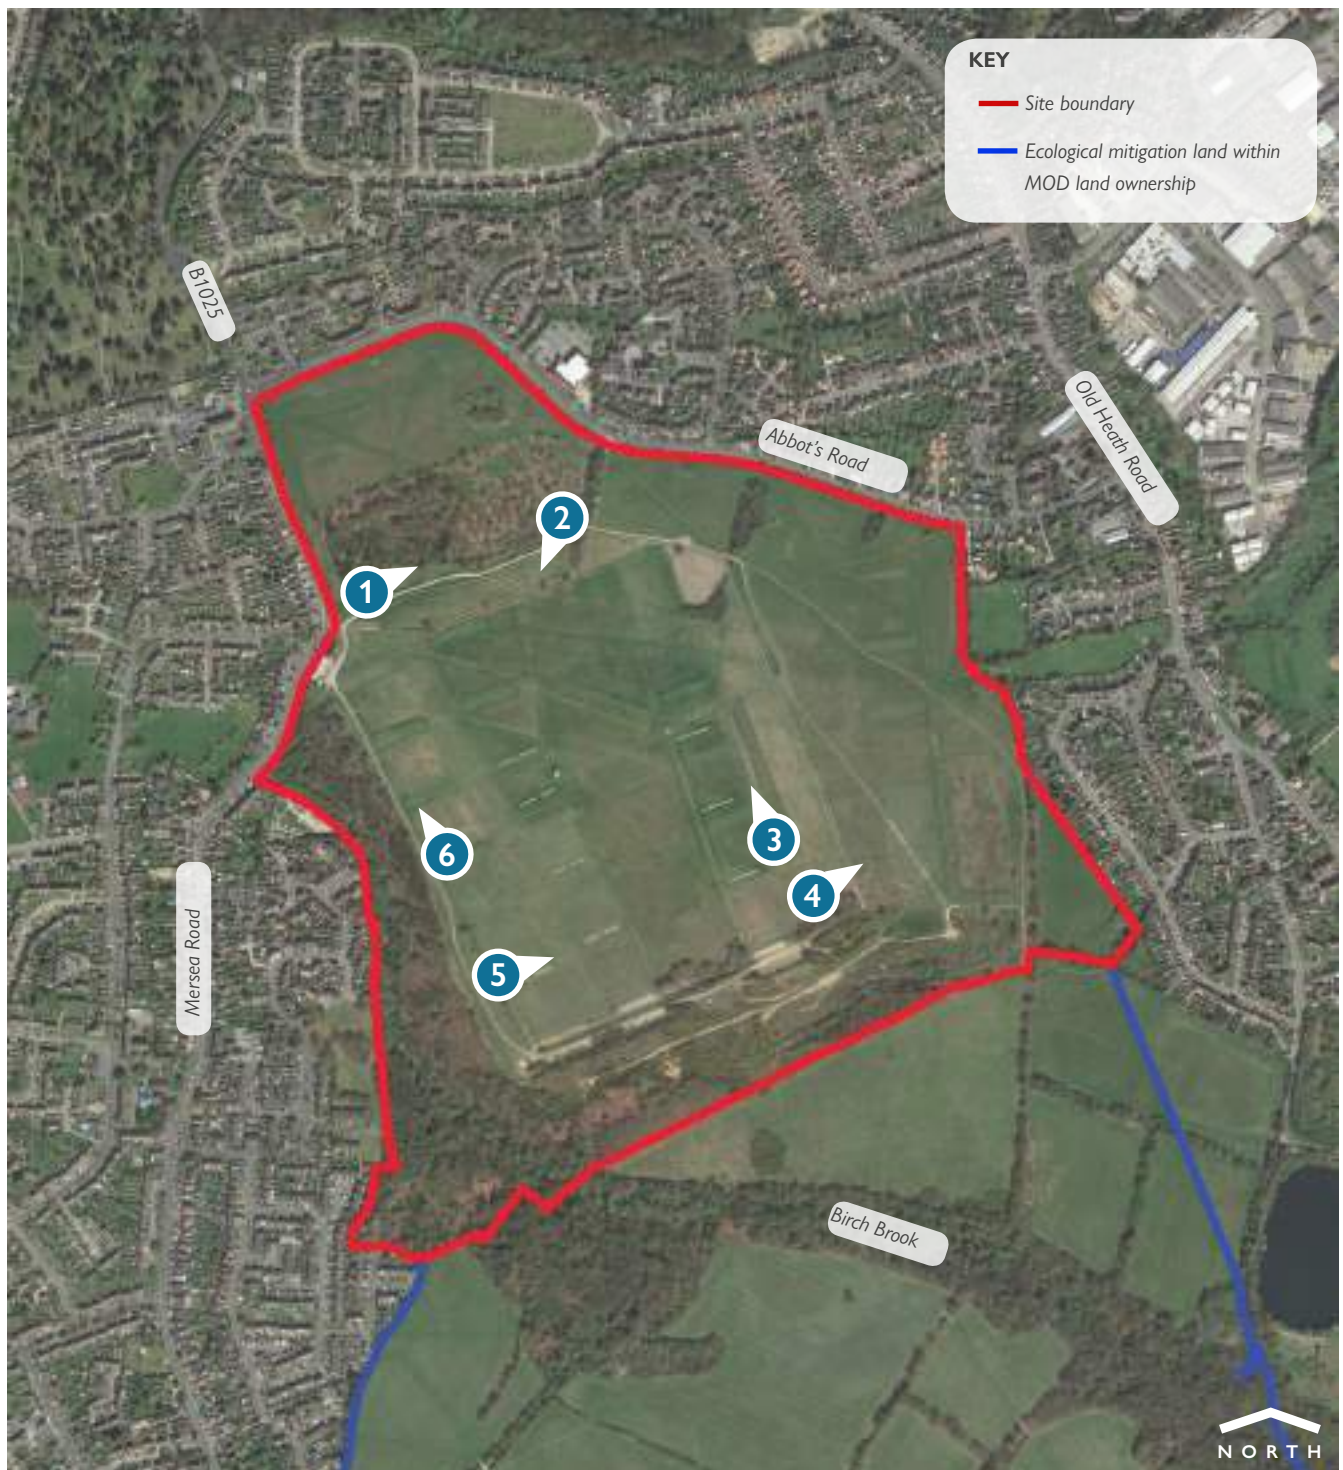 KEY
Site boundary
Ecological mitigation land within
MOD land ownership
B1025
Old Heath Road
Abbot's Road
2
1
3
6
4
Mersea Road
5
Birch Brook
NORTH